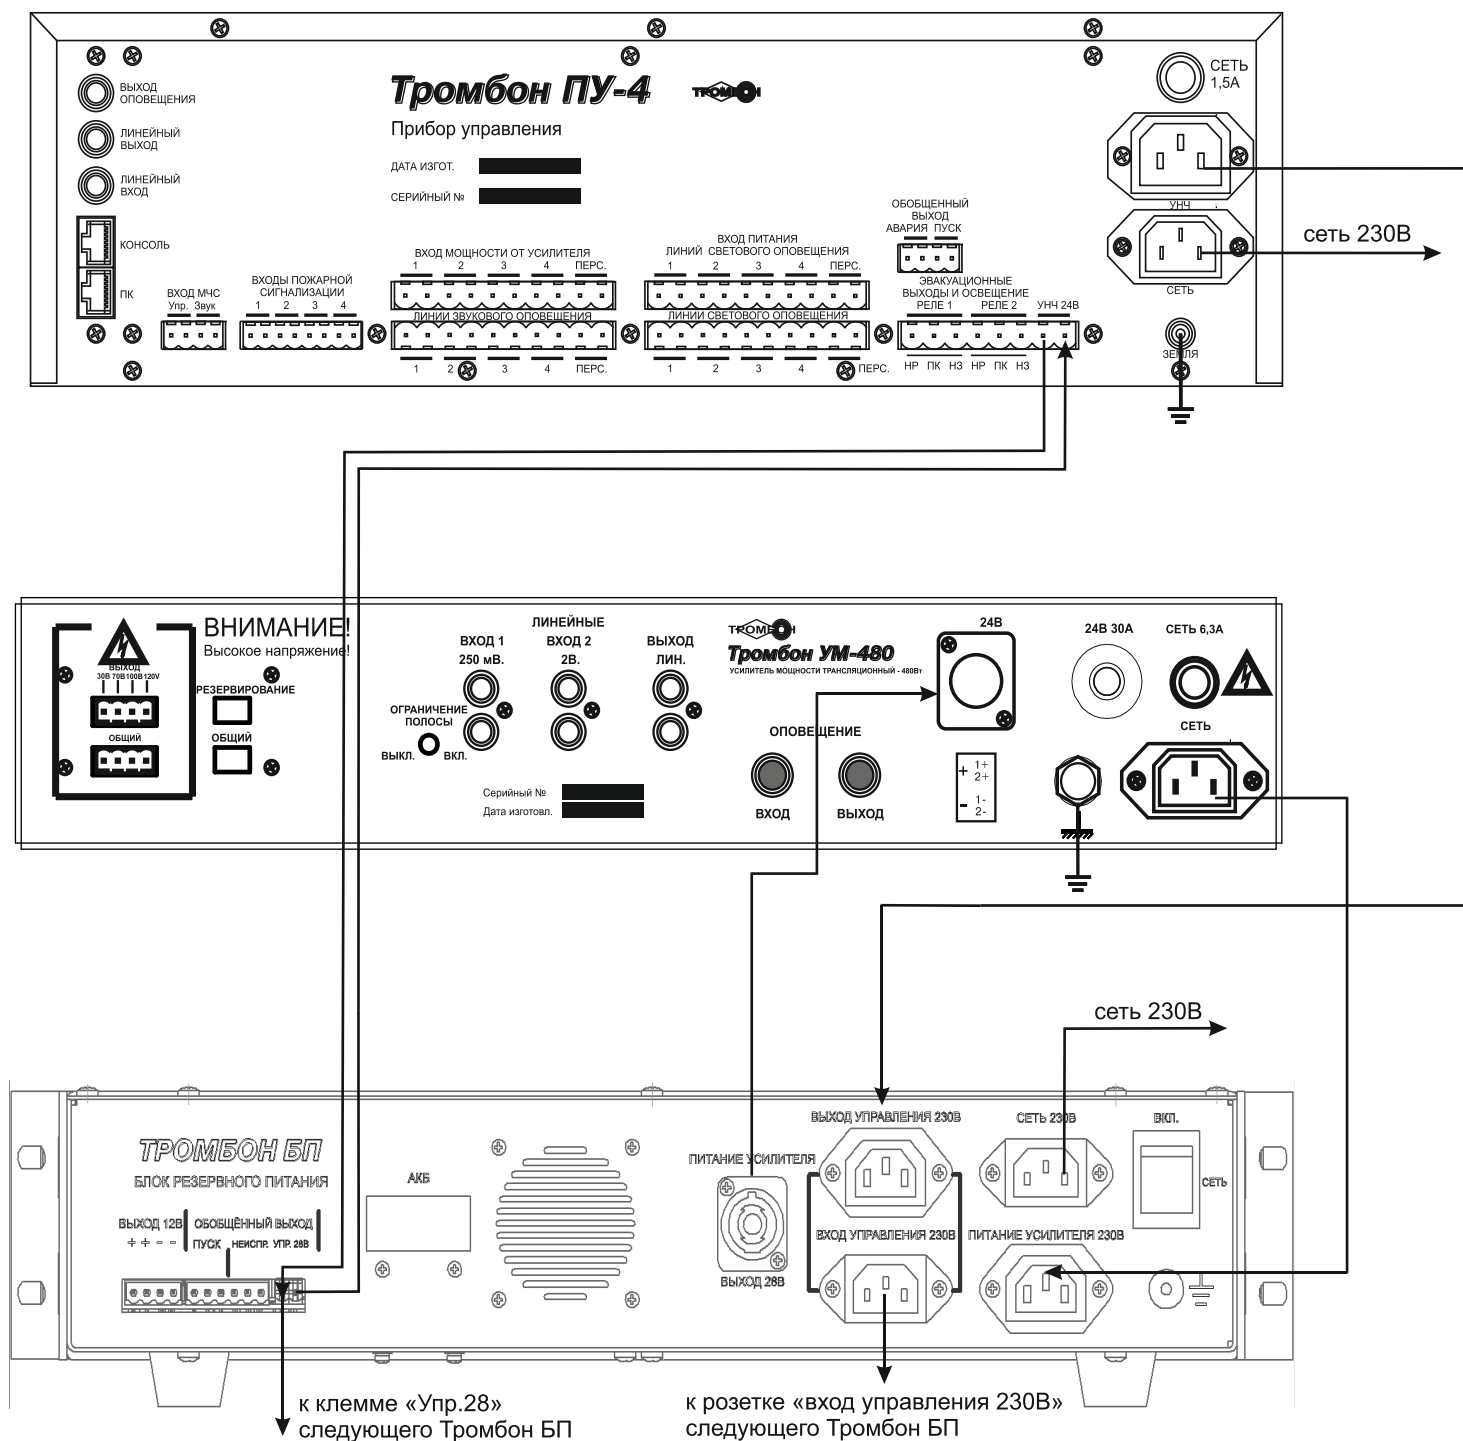 ВЫХОД
ОПОВЕЩЕНИЯ
ЛИНЕЙНЫЙ
ВЫХОД
ЛИНЕЙНЫЙ
ВХОД
КОНСОЛЬ
ПК
Тромбон ПУ-4
ТРОМБОН
Прибор управления
ДАТА ИЗГОТ.
СЕРИЙНЫЙ №
СЕТЬ
1,5А
УНЧ
СЕТЬ
сеть 230В
ЗЕМЛЯ
ВХОД МЧС
Упр. Звук
ВХОДЫ ПОЖАРНОЙ
СИГНАЛИЗАЦИИ
1 2 3 4
ВХОД МОЩНОСТИ ОТ УСИЛИТЕЛЯ
1 2 3 4 ПЕРС.
ЛИНИИ ЗВУКОВОГО ОПОВЕЩЕНИЯ
1 2 3 4 ПЕРС.
ВХОД ПИТАНИЯ
ЛИНИЙ СВЕТОВОГО ОПОВЕЩЕНИЯ
1 2 3 4 ПЕРС.
ЛИНИИ СВЕТОВОГО ОПОВЕЩЕНИЯ
1 2 3 4 ПЕРС.
ОБОБЩЕННЫЙ
ВЫХОД
АВАРИЯ ПУСК
ЭВАКУАЦИОННЫЕ
ВЫХОДЫ И ОСВЕЩЕНИЕ
РЕЛЕ 1 РЕЛЕ 2 УНЧ 24В
НР ПК НЗ НР ПК НЗ
ВНИМАНИЕ!
Высокое напряжение!
ВЫХОД
30В 70В 100В 120V
ОБЩИЙ
РЕЗЕРВИРОВАНИЕ
ОБЩИЙ
ЛИНЕЙНЫЕ
ВХОД 1 ВХОД 2 ВЫХОД
250 мВ. 2В. ЛИН.
ОГРАНИЧЕНИЕ
ПОЛОСЫ
ВЫКЛ. ВКЛ.
Серийный №
Дата изготовл.
ТРОМБОН
Тромбон УМ-480
УСИЛИТЕЛЬ МОЩНОСТИ ТРАНСЛЯЦИОННЫЙ - 480Вт
ОПОВЕЩЕНИЕ
ВХОД ВЫХОД
24В
+ 1+
2+
- 1-
2-
24В 30А
СЕТЬ 6,3А
СЕТЬ
сеть 230В
ТРОМБОН БП
БЛОК РЕЗЕРВНОГО ПИТАНИЯ
ВЫХОД 12В ОБОБЩЁННЫЙ ВЫХОД
+ + - - ПУСК НЕИСПР. УПР. 28В
АКБ
ПИТАНИЕ УСИЛИТЕЛЯ
ВЫХОД 28В
ВЫХОД УПРАВЛЕНИЯ 230В
ВХОД УПРАВЛЕНИЯ 230В
СЕТЬ 230В
ПИТАНИЕ УСИЛИТЕЛЯ 230В
ВКЛ.
СЕТЬ
к клемме «Упр.28»
следующего Тромбон БП
к розетке «вход управления 230В»
следующего Тромбон БП